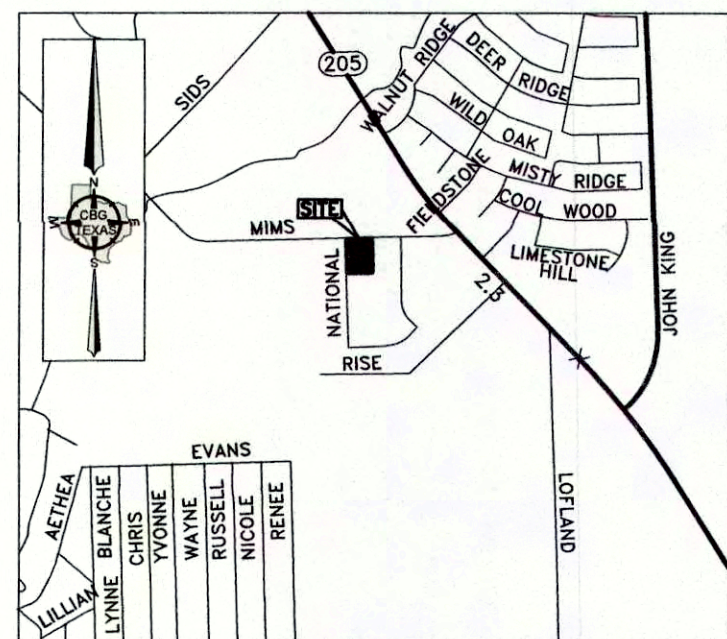 205
WALNUT RIDGE
DEER RIDGE
SIDS
WILD OAK
N
CBG
TEXAS
W
E
S
FIELDSTONE
MISTY RIDGE
SITE
COOL WOOD
MIMS
LIMESTONE
HILL
NATIONAL
2.3
JOHN KING
RISE
EVANS
AETHEA
LYNNE
BLANCHE
CHRIS
YVONNE
WAYNE
RUSSELL
NICOLE
RENEE
LOFLAND
LILLIAN